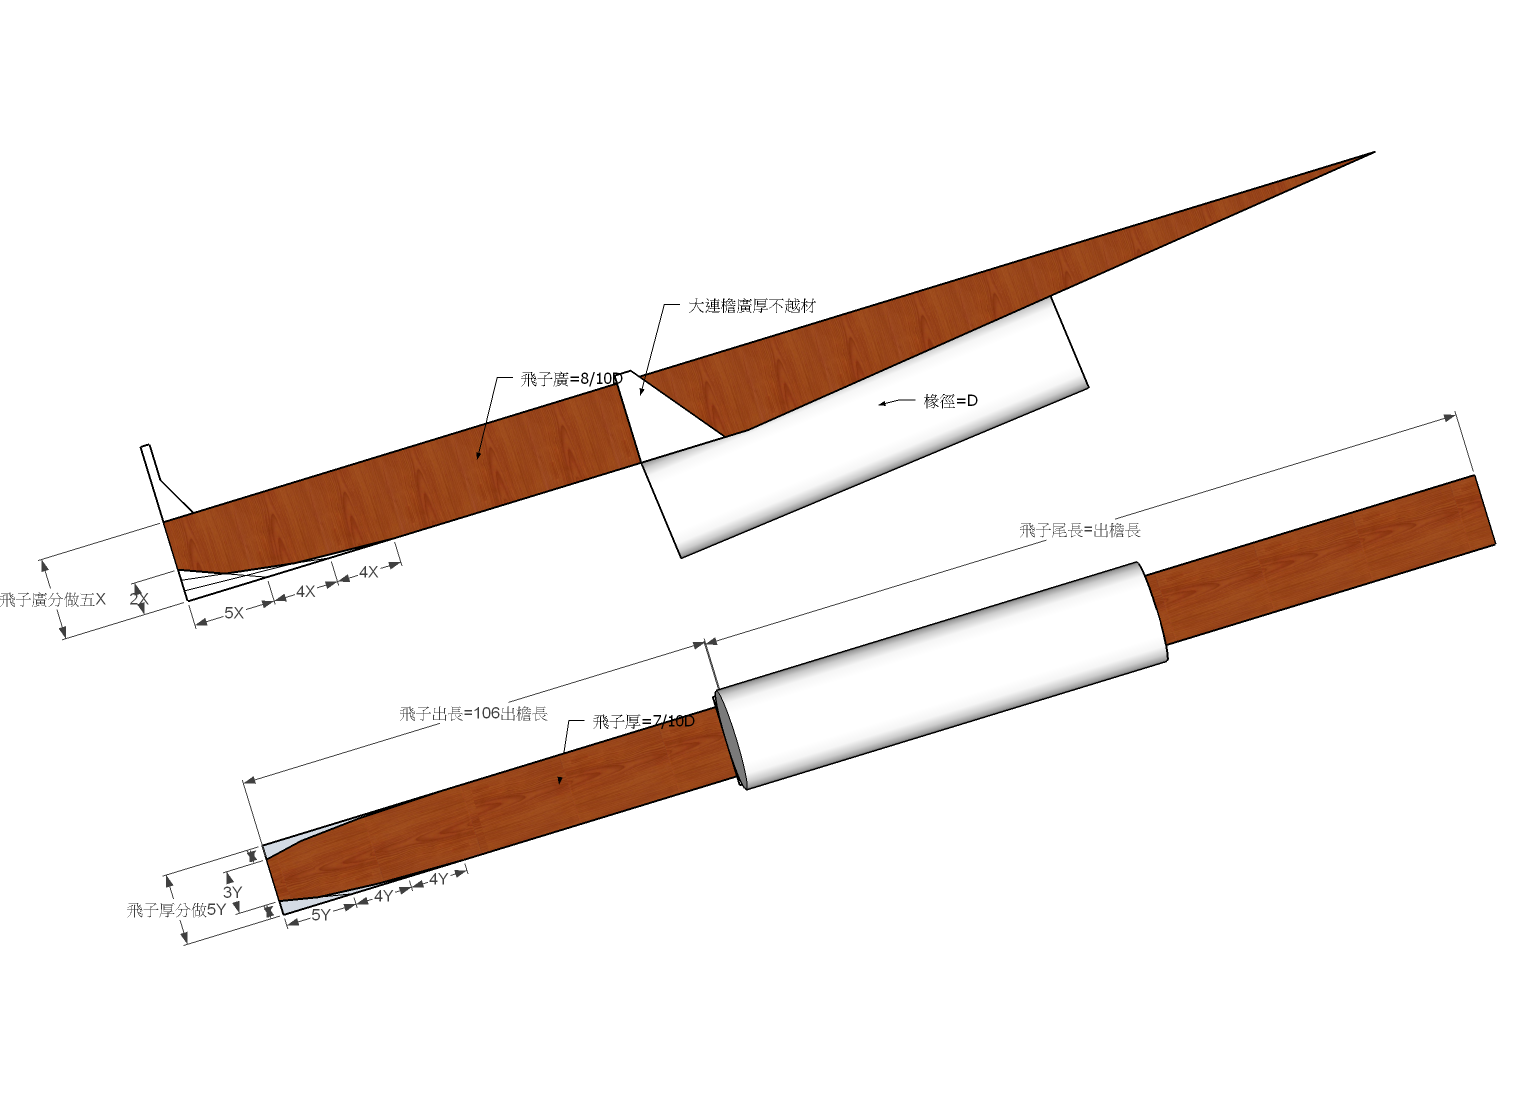 大連檐廣厚不越材
飛子廣=8/10D
椽徑=D
飛子廣分做五X
2X
5X
4X
4X
飛子尾長=出檐長
飛子出長=106出檐長
飛子厚=7/10D
3Y
飛子厚分做5Y
5Y
4Y
4Y